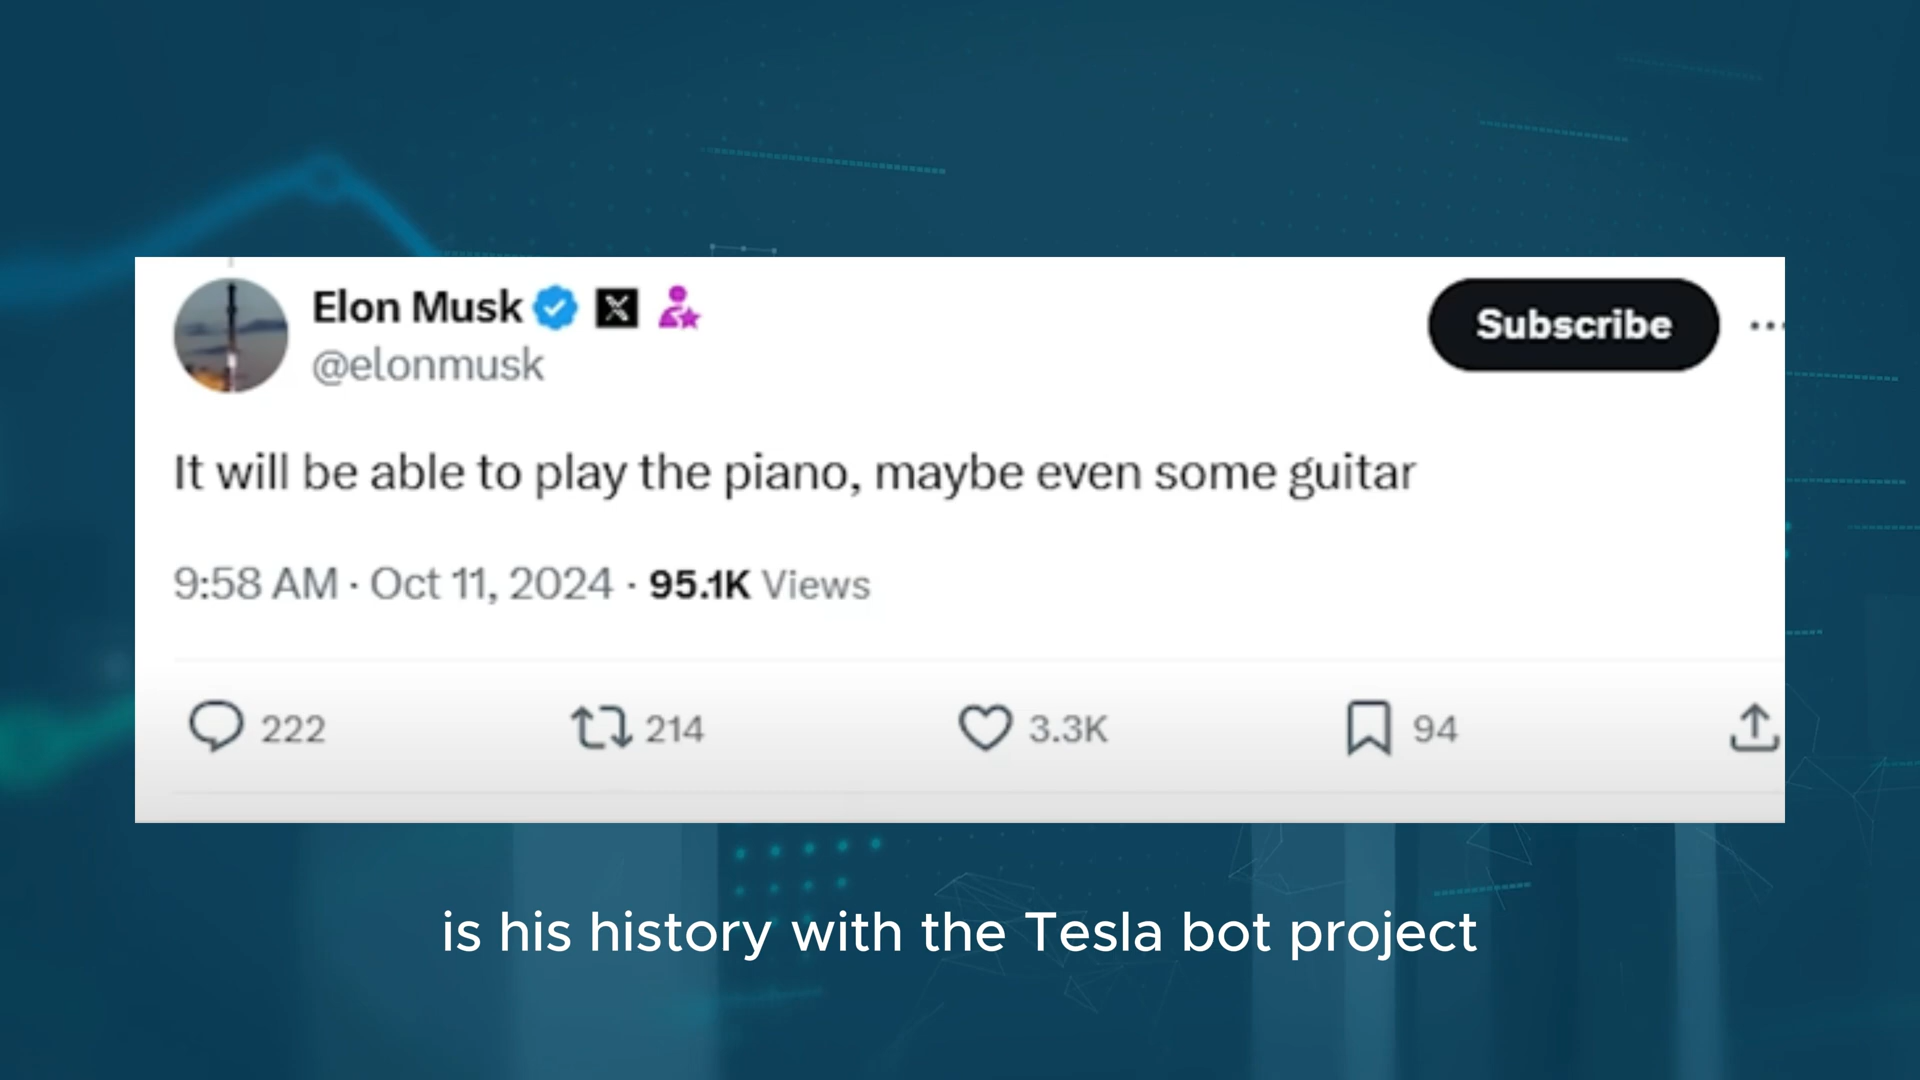 Elon Musk
@elonmusk
Subscribe
It will be able to play the piano, maybe even some guitar
9:58 AM · Oct 11, 2024 · 95.1K Views
222 214 3.3K 94
is his history with the Tesla bot project